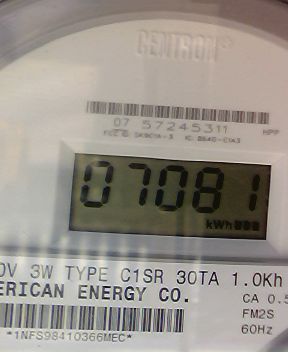 CENTRON®
07 57245311 HPP
07081
kWh
0V 3W TYPE C1SR 30TA 1.0Kh
ERICAN ENERGY CO. CA 0.5
FM2S
*1NFS98410366MEC* 60Hz